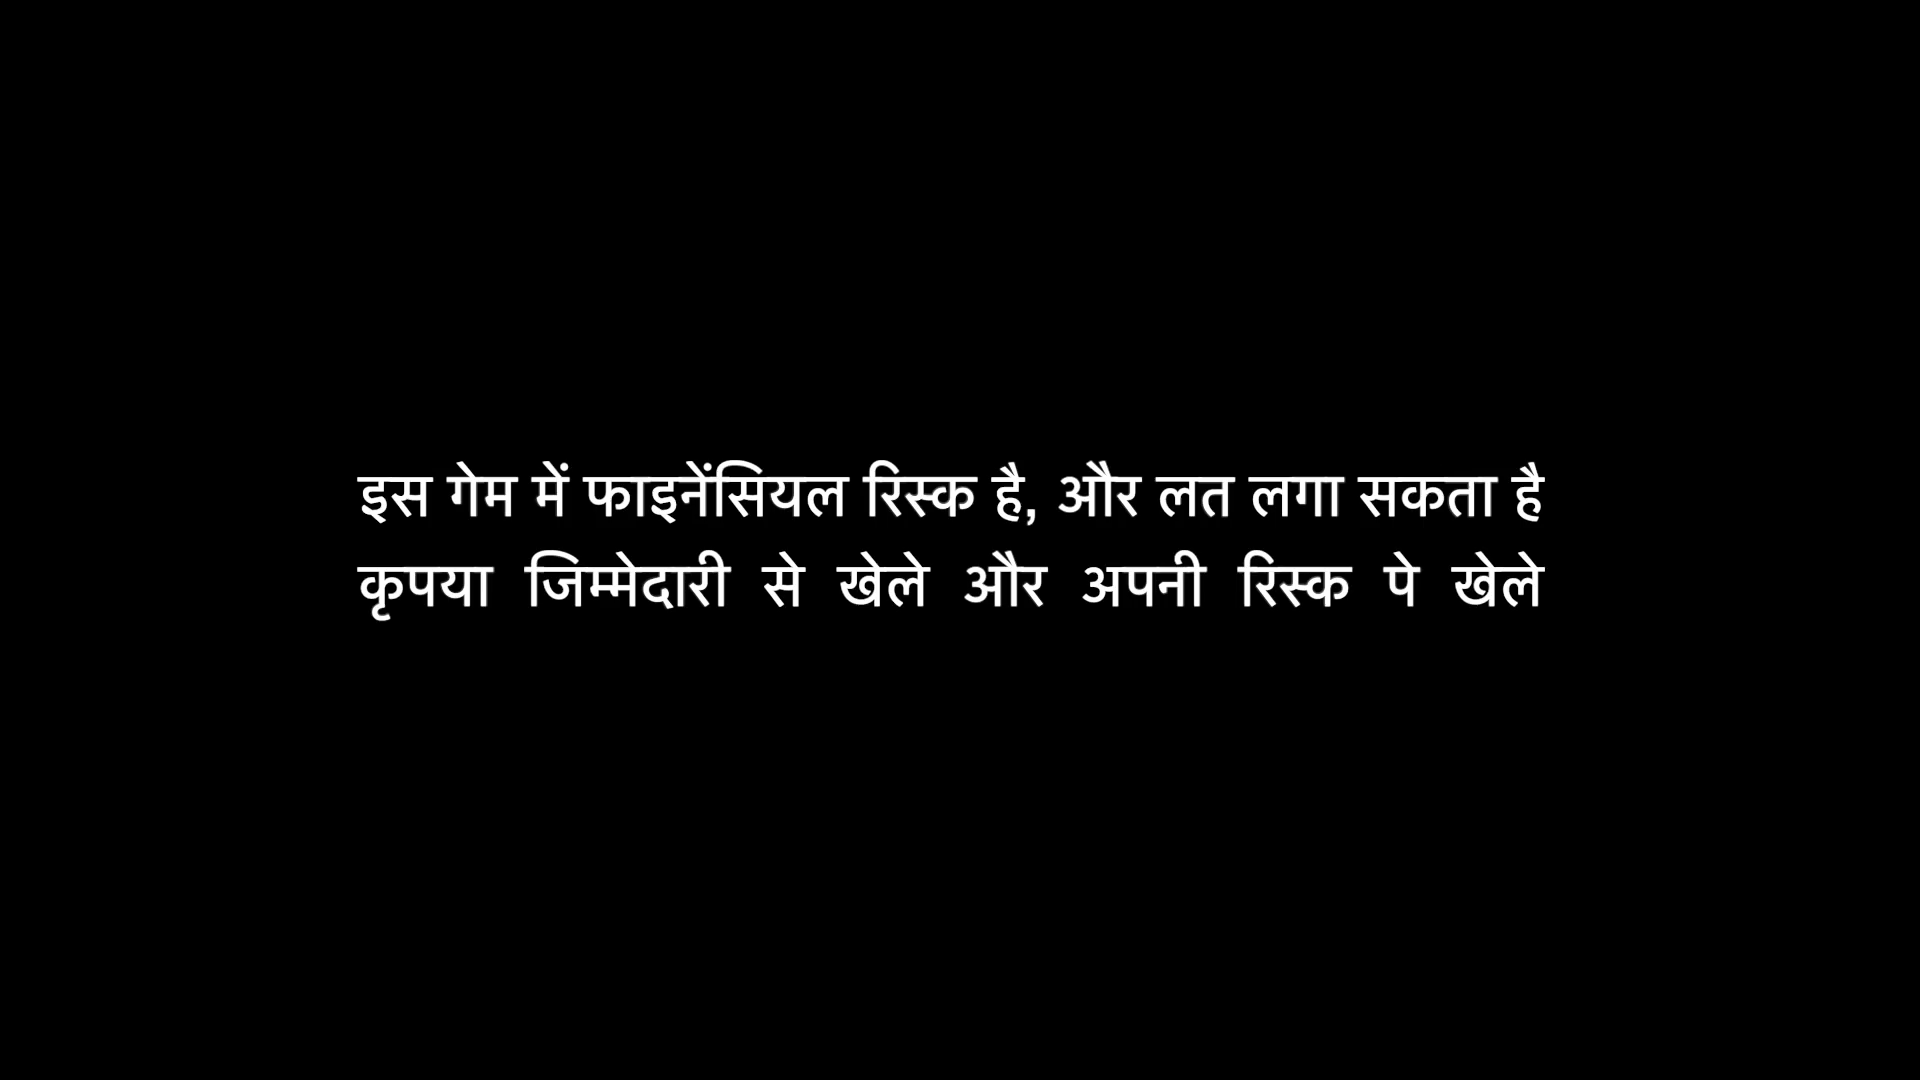 इस गेम में फाइनेंसियल रिस्क है, और लत लगा सकता है
कृपया जिम्मेदारी से खेले और अपनी रिस्क पे खेले